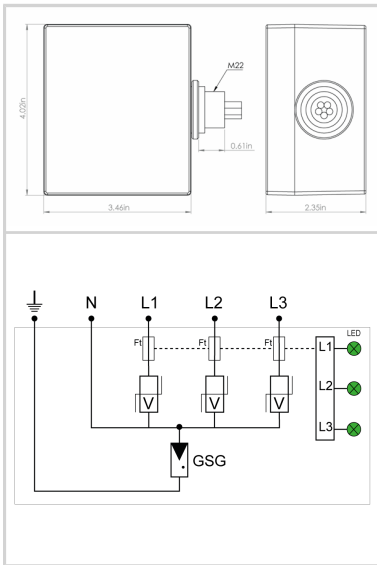 M22
4.02in
0.61in
3.46in
2.35in
N L1 L2 L3
LED
Ft Ft Ft L1
V V V L2
L3
GSG